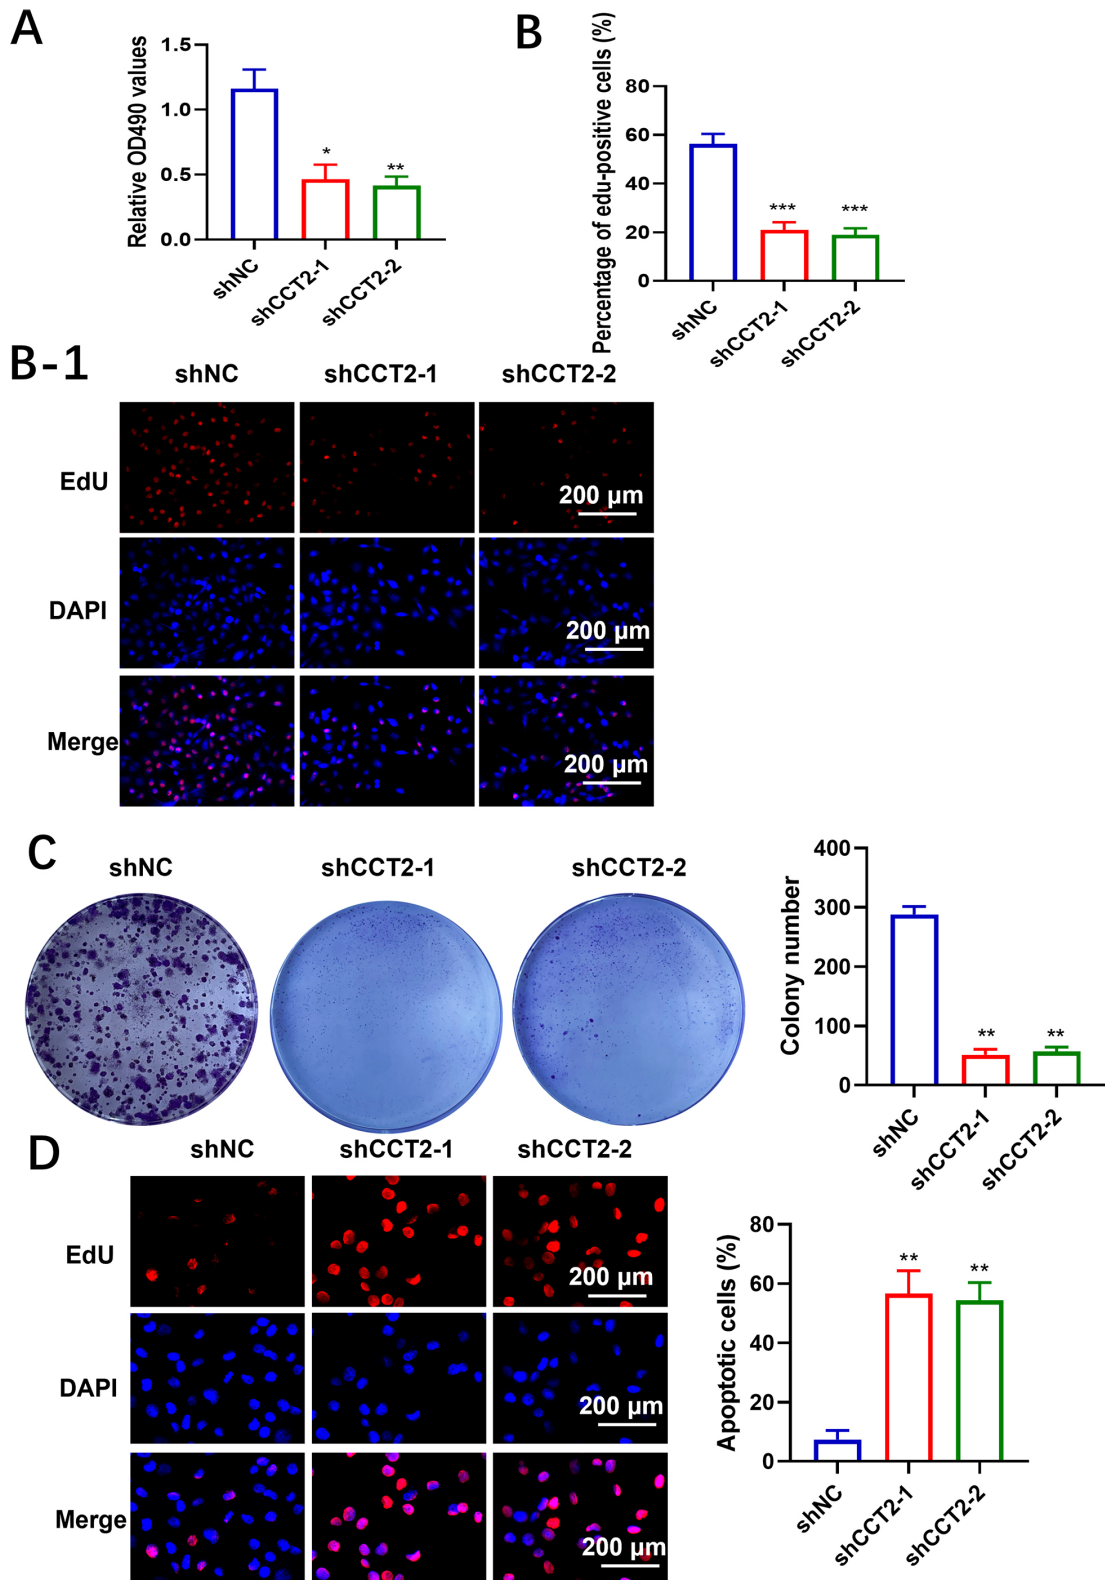 A
Relative OD490 values
1.5
1.0
0.5
0.0
*
**
shNC
shCCT2-1
shCCT2-2
B
Percentage of edu-positive cells (%)
80
60
40
20
0
***
***
shNC
shCCT2-1
shCCT2-2
B-1
shNC shCCT2-1 shCCT2-2
EdU
200 μm
DAPI
200 μm
Merge
200 μm
C
shNC shCCT2-1 shCCT2-2
Colony number
400
300
200
100
0
**
**
shNC
shCCT2-1
shCCT2-2
D
shNC shCCT2-1 shCCT2-2
EdU
200 μm
DAPI
200 μm
Merge
200 μm
Apoptotic cells (%)
80
60
40
20
0
**
**
shNC
shCCT2-1
shCCT2-2